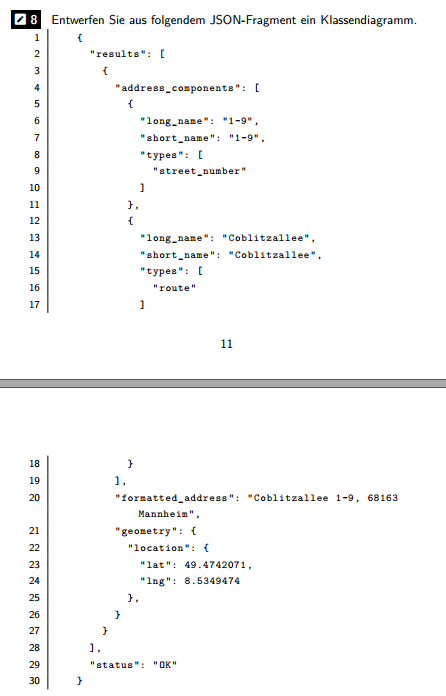 8 Entwerfen Sie aus folgendem JSON-Fragment ein Klassendiagramm.
1 {
2 "results": [
3 {
4 "address_components": [
5 {
6 "long_name": "1-9",
7 "short_name": "1-9",
8 "types": [
9 "street_number"
10 ]
11 },
12 {
13 "long_name": "Coblitzallee",
14 "short_name": "Coblitzallee",
15 "types": [
16 "route"
17 ]
11
18 }
19 ],
20 "formatted_address": "Coblitzallee 1-9, 68163
Mannheim",
21 "geometry": {
22 "location": {
23 "lat": 49.4742071,
24 "lng": 8.5349474
25 },
26 }
27 }
28 ],
29 "status": "OK"
30 }